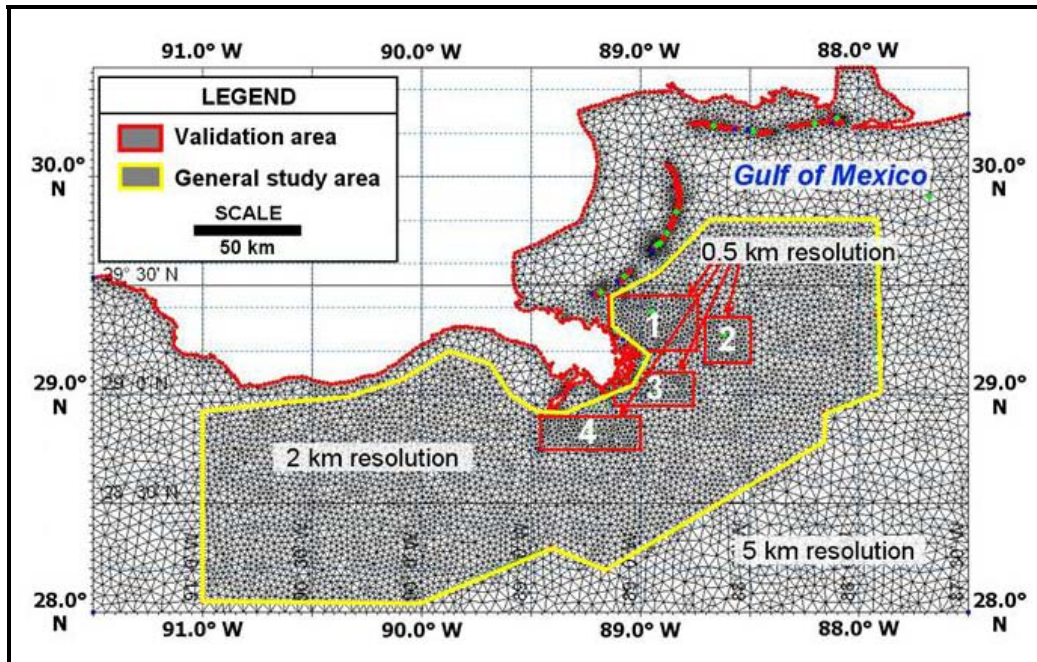 91.0° W 90.0° W 89.0° W 88.0° W
LEGEND
Validation area
General study area
SCALE
50 km
30.0°
N
30.0°
N
Gulf of Mexico
0.5 km resolution
29° 30' N
1
2
3
4
29.0°
N
29° 0' N
29.0°
N
2 km resolution
28° 30' N
5 km resolution
28.0°
N
28.0°
N
91.0° W 90.0° W 89.0° W 88.0° W